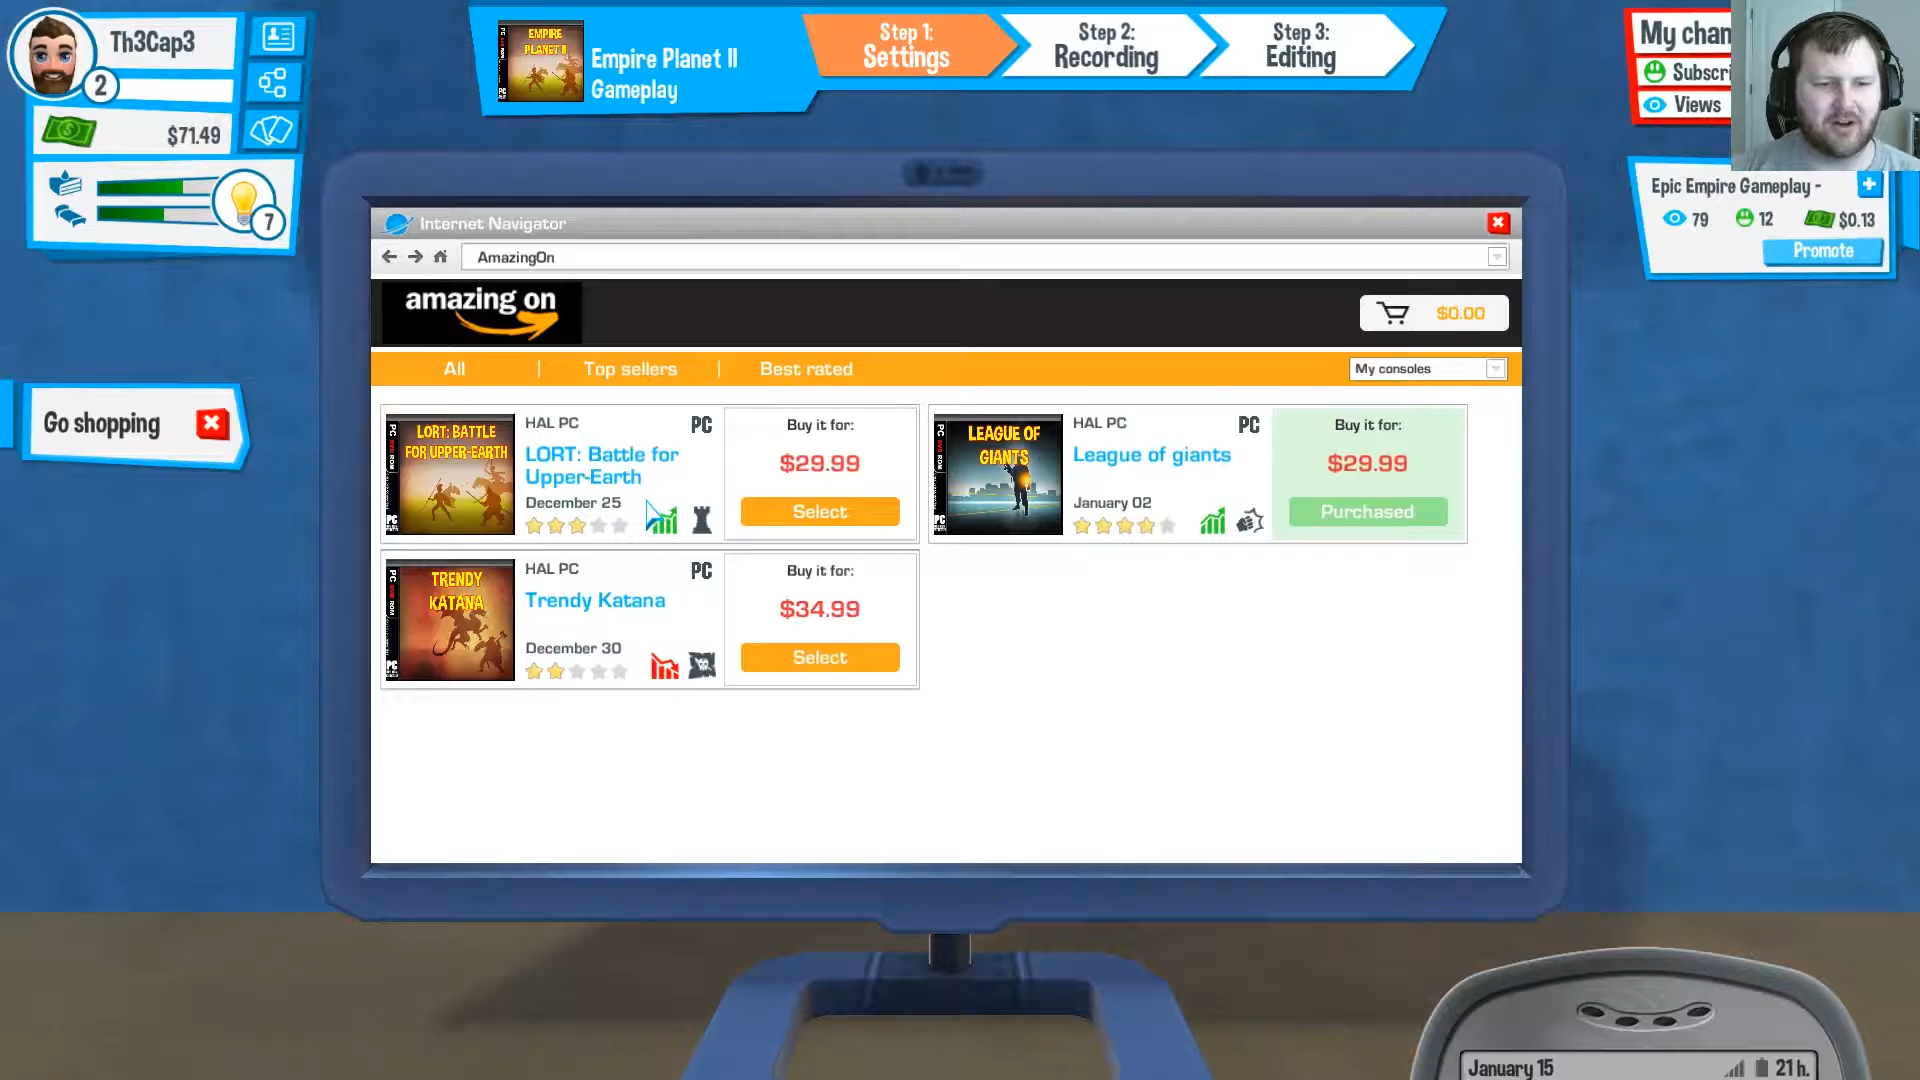 Th3Cap3
2
$71.49
7
EMPIRE
PLANET II
Empire Planet II
Gameplay
Step 1:
Settings
Step 2:
Recording
Step 3:
Editing
My chan
Subscri
Views
Epic Empire Gameplay -
79
12
$0.13
Promote
Go shopping
Internet Navigator
AmazingOn
amazing on
$0.00
All
Top sellers
Best rated
My consoles
LORT: BATTLE
FOR UPPER-EARTH
HAL PC
PC
LORT: Battle for
Upper-Earth
December 25
Buy it for:
$29.99
Select
LEAGUE OF
GIANTS
HAL PC
PC
League of giants
January 02
Buy it for:
$29.99
Purchased
TRENDY
KATANA
HAL PC
PC
Trendy Katana
December 30
Buy it for:
$34.99
Select
January 15
21 h.